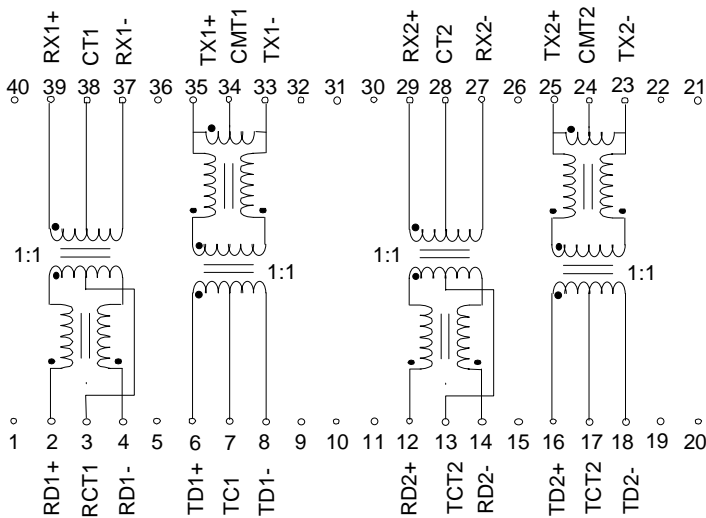 RX1+ CT1 RX1- TX1+ CMT1 TX1- RX2+ CT2 RX2- TX2+ CMT2 TX2-
40 39 38 37 36 35 34 33 32 31 30 29 28 27 26 25 24 23 22 21
1:1 1:1 1:1 1:1
1 2 3 4 5 6 7 8 9 10 11 12 13 14 15 16 17 18 19 20
RD1+ RCT1 RD1- TD1+ TC1 TD1- RD2+ TCT2 RD2- TD2+ TCT2 TD2-